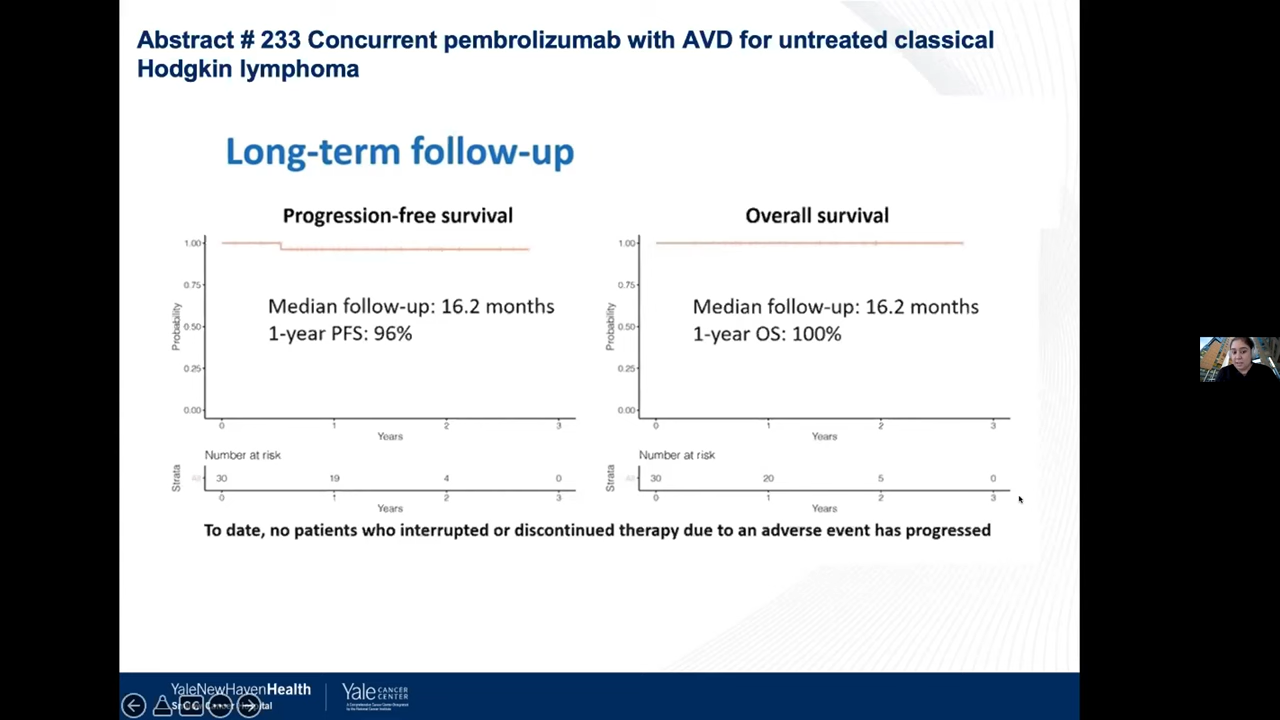 Abstract # 233 Concurrent pembrolizumab with AVD for untreated classical
Hodgkin lymphoma
Long-term follow-up
Progression-free survival
1.00
0.75
0.50
0.25
0.00
Probability
Median follow-up: 16.2 months
1-year PFS: 96%
0 1 2 3
Years
Number at risk
Strata
30 19 4 0
0 1 2 3
Years
Overall survival
1.00
0.75
0.50
0.25
0.00
Probability
Median follow-up: 16.2 months
1-year OS: 100%
0 1 2 3
Years
Number at risk
Strata
30 20 5 0
0 1 2 3
Years
To date, no patients who interrupted or discontinued therapy due to an adverse event has progressed
YaleNewHavenHealth
Yale CANCER CENTER